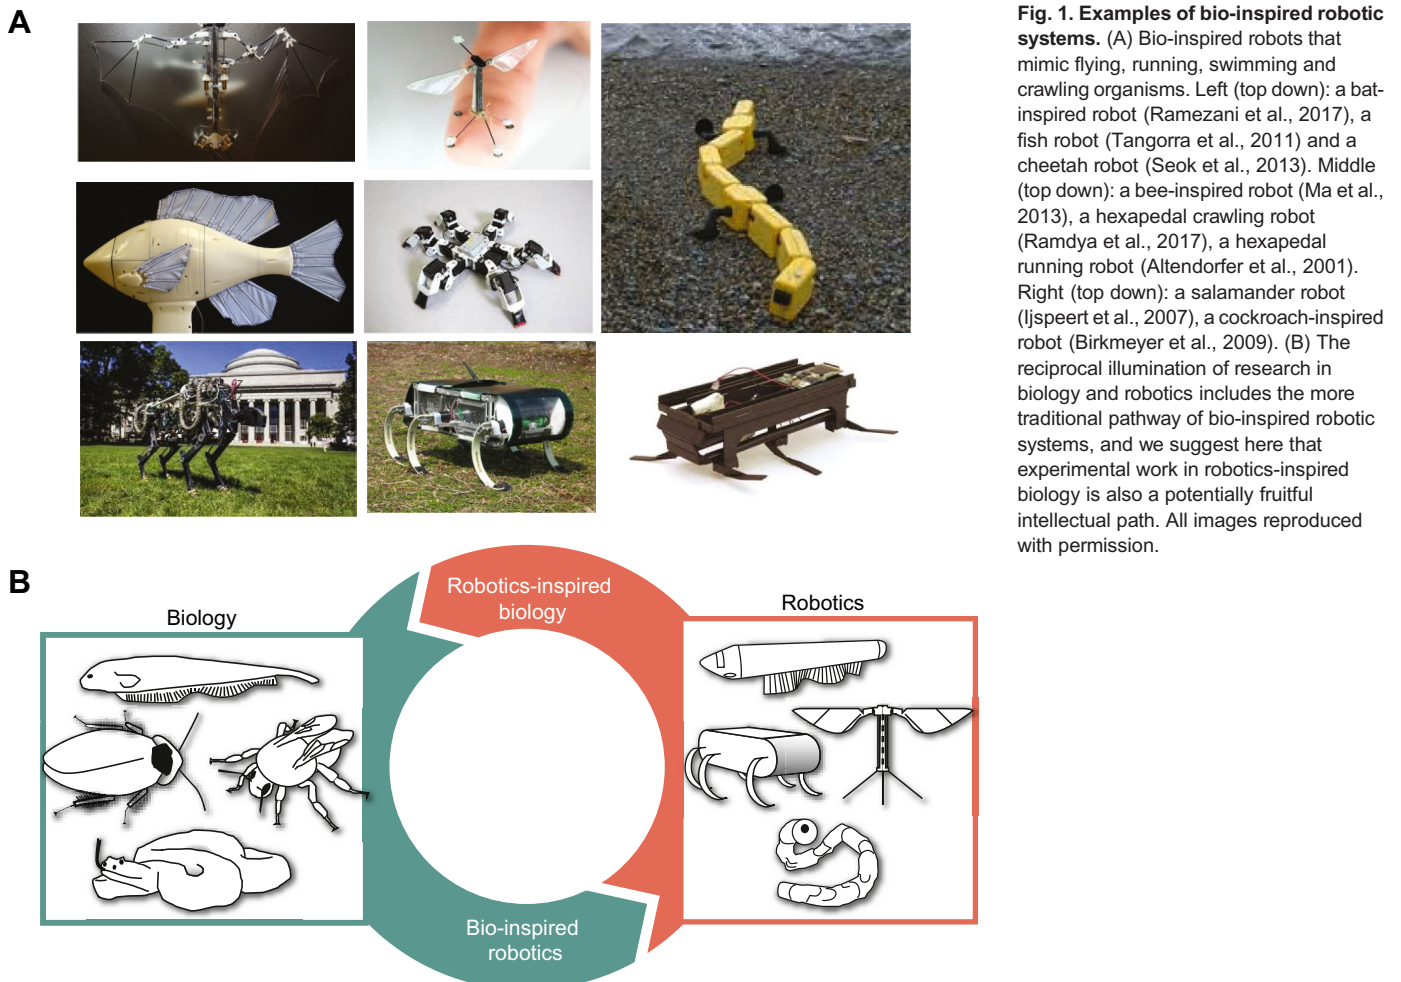 A
Fig. 1. Examples of bio-inspired robotic
systems. (A) Bio-inspired robots that
mimic flying, running, swimming and
crawling organisms. Left (top down): a bat-
inspired robot (Ramezani et al., 2017), a
fish robot (Tangorra et al., 2011) and a
cheetah robot (Seok et al., 2013). Middle
(top down): a bee-inspired robot (Ma et al.,
2013), a hexapedal crawling robot
(Ramdya et al., 2017), a hexapedal
running robot (Altendorfer et al., 2001).
Right (top down): a salamander robot
(Ijspeert et al., 2007), a cockroach-inspired
robot (Birkmeyer et al., 2009). (B) The
reciprocal illumination of research in
biology and robotics includes the more
traditional pathway of bio-inspired robotic
systems, and we suggest here that
experimental work in robotics-inspired
biology is also a potentially fruitful
intellectual path. All images reproduced
with permission.
B
Biology
Robotics-inspired
biology
Robotics
Bio-inspired
robotics